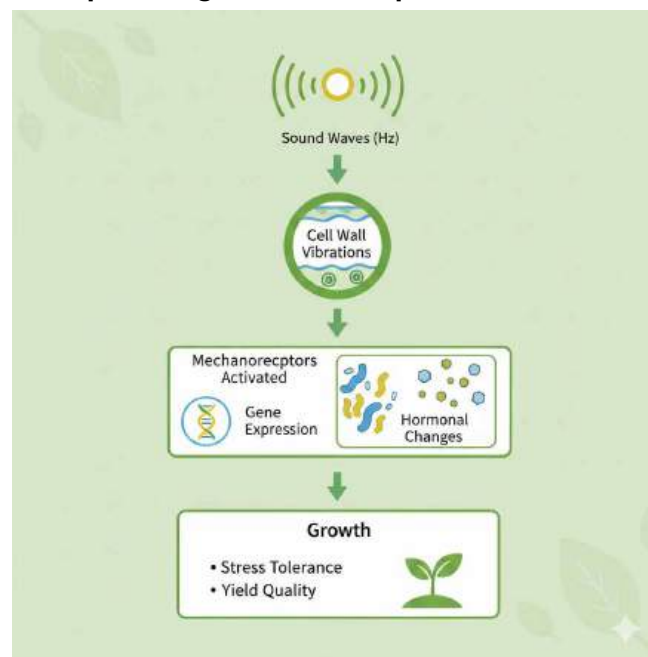 Sound Waves (Hz)
Cell Wall
Vibrations
Mechanorecptors
Activated
Gene
Expression
Hormonal
Changes
Growth
• Stress Tolerance
• Yield Quality